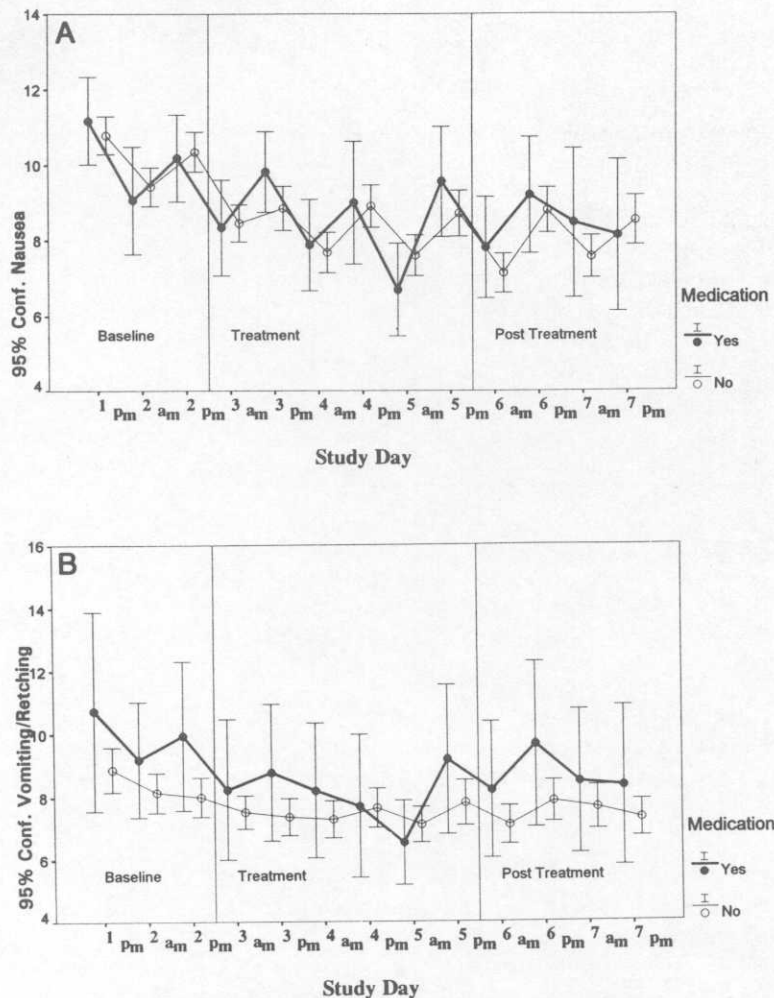 A
14
12
10
8
6
4
95% Conf. Nausea
Baseline
Treatment
Post Treatment
Medication
Yes
No
1 pm 2 am 2 pm 3 am 3 pm 4 am 4 pm 5 am 5 pm 6 am 6 pm 7 am 7 pm
Study Day
B
16
14
12
10
8
6
4
95% Conf. Vomiting/Retching
Baseline
Treatment
Post Treatment
Medication
Yes
No
1 pm 2 am 2 pm 3 am 3 pm 4 am 4 pm 5 am 5 pm 6 am 6 pm 7 am 7 pm
Study Day